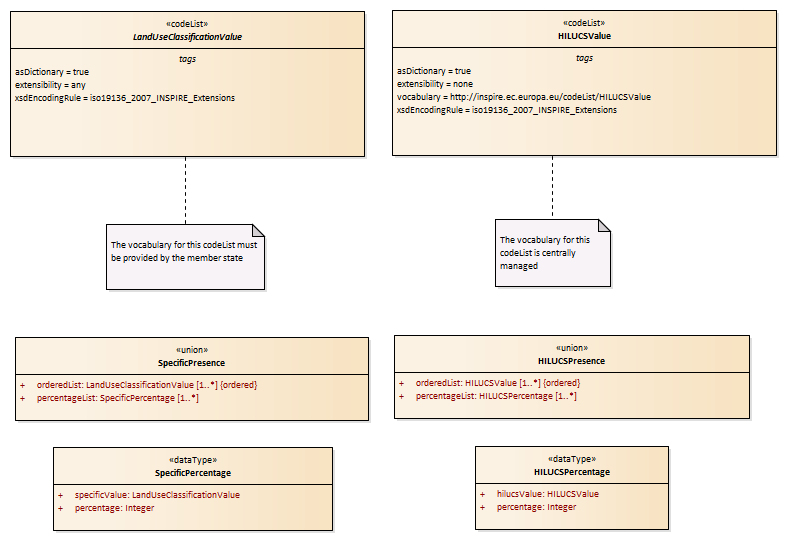 «codeList»
LandUseClassificationValue
tags
asDictionary = true
extensibility = any
xsdEncodingRule = iso19136_2007_INSPIRE_Extensions
«codeList»
HILUCSValue
tags
asDictionary = true
extensibility = none
vocabulary = http://inspire.ec.europa.eu/codeList/HILUCSValue
xsdEncodingRule = iso19136_2007_INSPIRE_Extensions
The vocabulary for this codeList must
be provided by the member state
The vocabulary for this
codeList is centrally
managed
«union»
SpecificPresence
+ orderedList: LandUseClassificationValue [1..*] {ordered}
+ percentageList: SpecificPercentage [1..*]
«union»
HILUCSPresence
+ orderedList: HILUCSValue [1..*] {ordered}
+ percentageList: HILUCSPercentage [1..*]
«dataType»
SpecificPercentage
+ specificValue: LandUseClassificationValue
+ percentage: Integer
«dataType»
HILUCSPercentage
+ hilucsValue: HILUCSValue
+ percentage: Integer